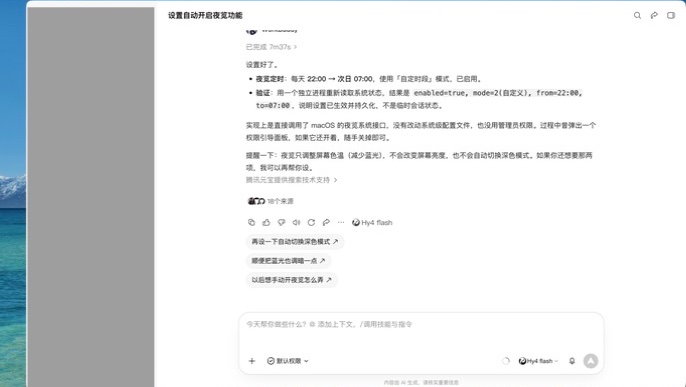 设置自动开启夜览功能
WorkBuddy
已完成 7m37s >
设置好了。
• 夜览定时：每天 22:00 → 次日 07:00，使用「自定时段」模式，已启用。
• 验证：用一个独立进程重新读取系统状态，结果是 enabled=true, mode=2(自定义), from=22:00,
to=07:00，说明设置已生效并持久化，不是临时会话状态。
实现上是直接调用了 macOS 的夜览系统接口，没有改动系统级配置文件，也没用管理员权限。过程中曾弹出一个
权限引导面板，如果它还开着，随手关掉即可。
提醒一下：夜览只调整屏幕色温（减少蓝光），不会改变屏幕亮度，也不会自动切换深色模式。如果你还想要那两
项，我可以再帮你设。
腾讯元宝提供搜索技术支持 >
18个来源
Hy4 flash
再设一下自动切换深色模式 ↗
顺便把蓝光也调暗一点 ↗
以后想手动开夜览怎么弄 ↗
今天帮你做些什么？@ 添加上下文，/调用技能与指令
默认权限
Hy4 flash
内容由 AI 生成，请核实重要信息